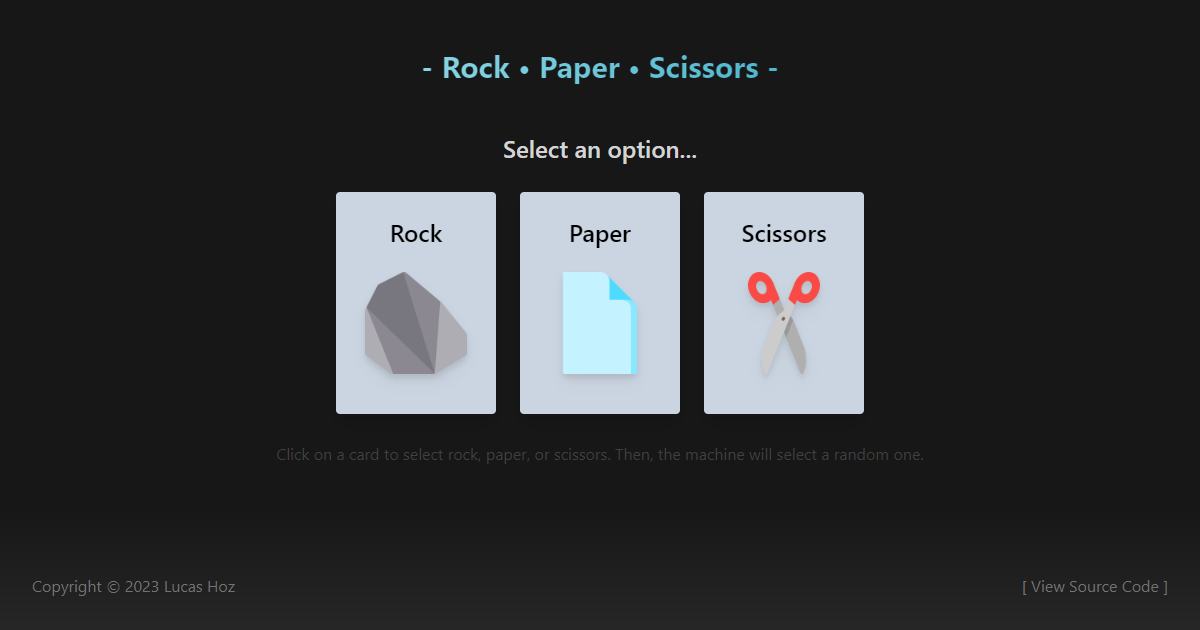 - Rock • Paper • Scissors -
Select an option...
Rock
Paper
Scissors
Click on a card to select rock, paper, or scissors. Then, the machine will select a random one.
Copyright © 2023 Lucas Hoz
[ View Source Code ]